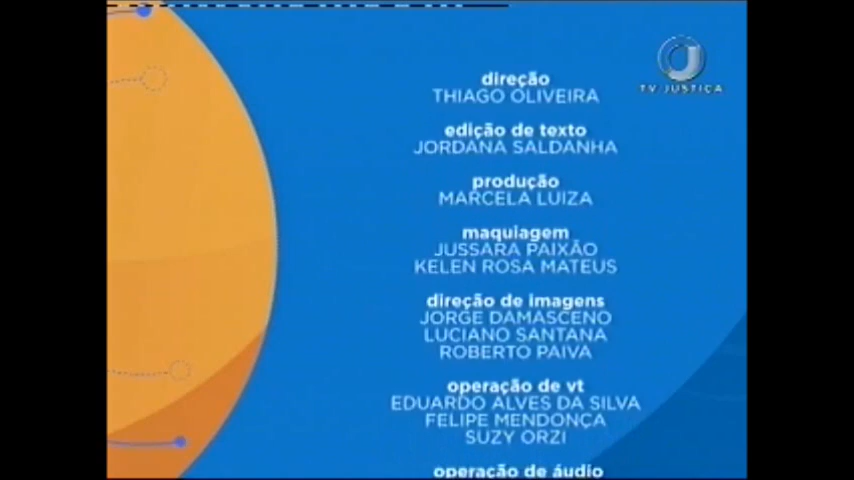 direção
THIAGO OLIVEIRA
TV JUSTIÇA
edição de texto
JORDANA SALDANHA
produção
MARCELA LUIZA
maquiagem
JUSSARA PAIXÃO
KELEN ROSA MATEUS
direção de imagens
JORGE DAMASCENO
LUCIANO SANTANA
ROBERTO PAIVA
operação de vt
EDUARDO ALVES DA SILVA
FELIPE MENDONÇA
SUZY ORZI
operação de áudio